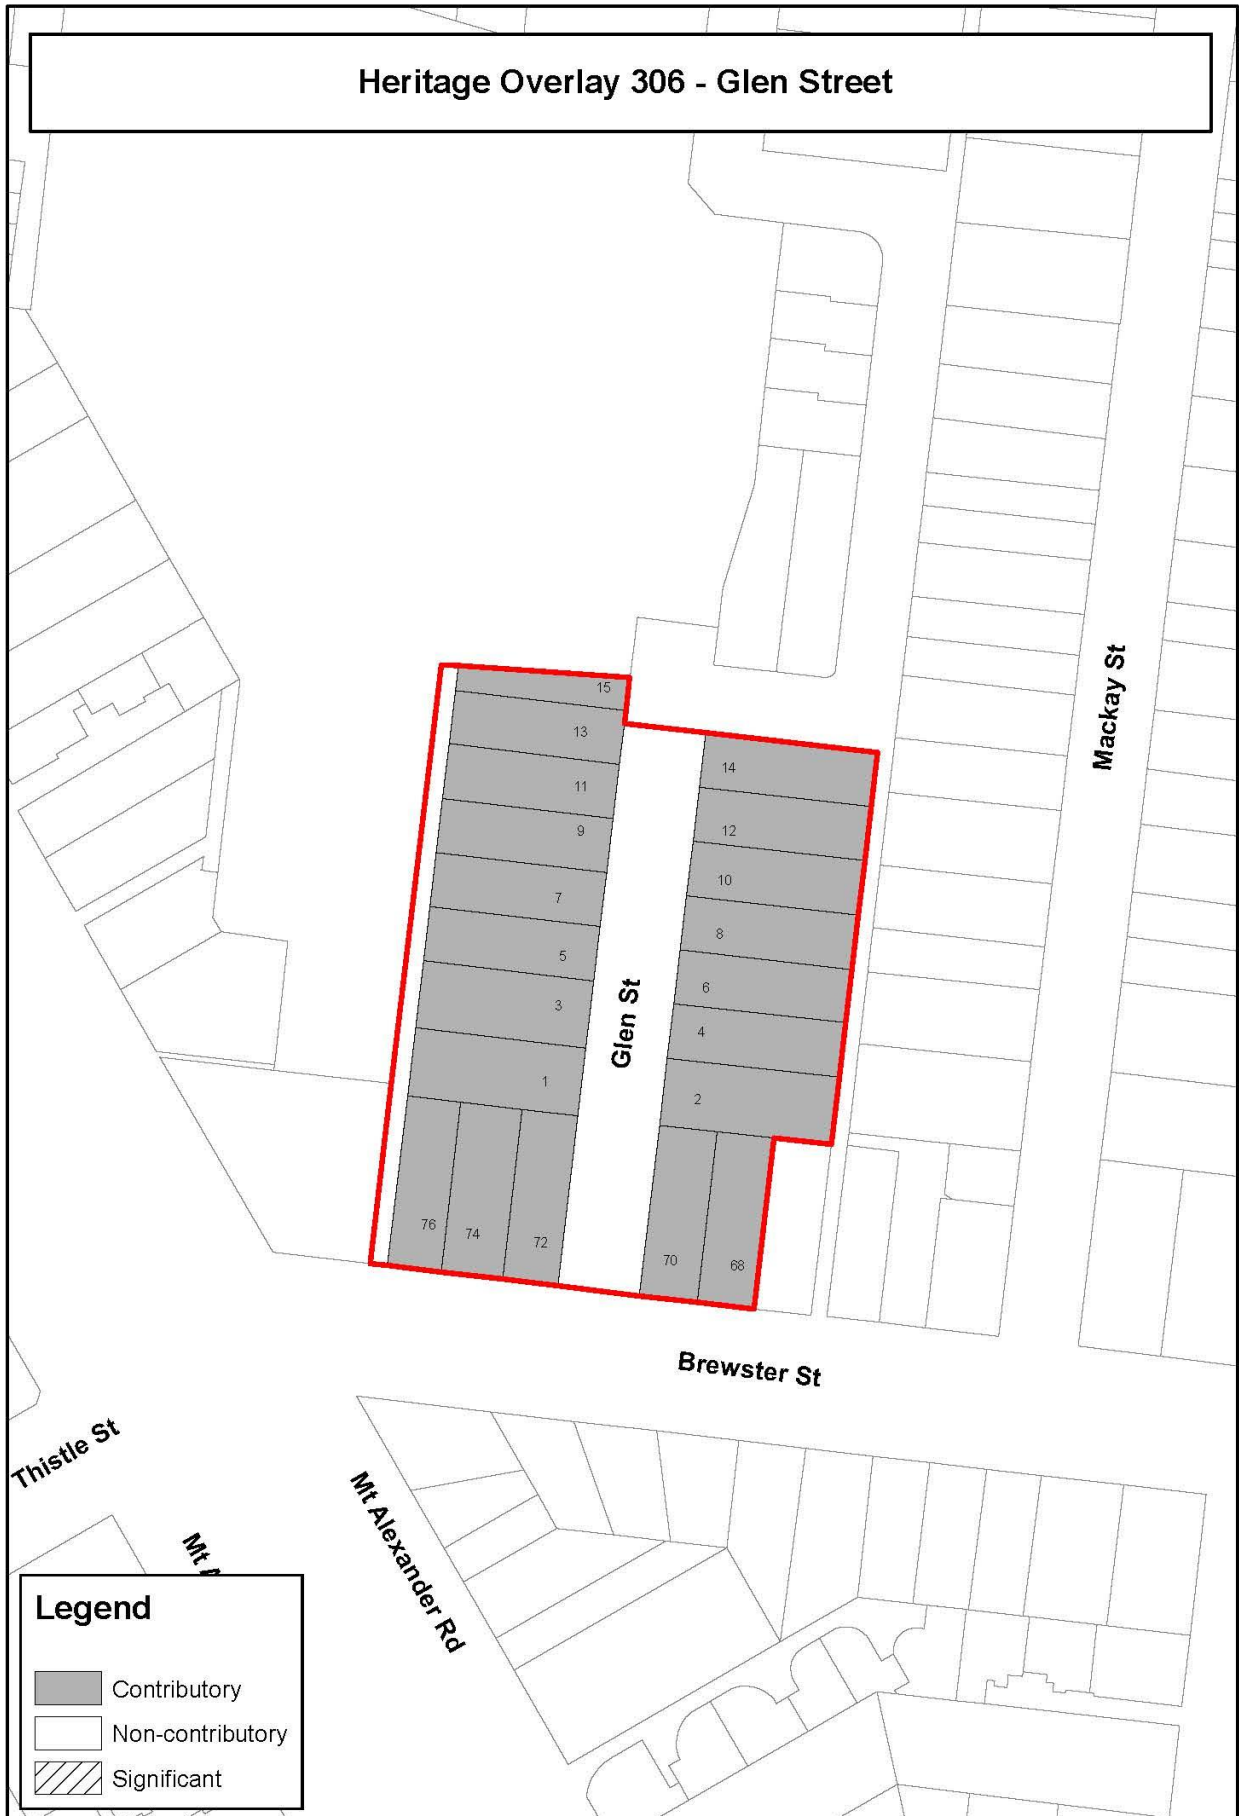 Heritage Overlay 306 - Glen Street
15
13
11
9
7
5
3
1
14
12
10
8
6
4
2
Glen St
Mackay St
76
74
72
70
68
Brewster St
Thistle St
Mt Alexander Rd
Mt A
Legend
Contributory
Non-contributory
Significant